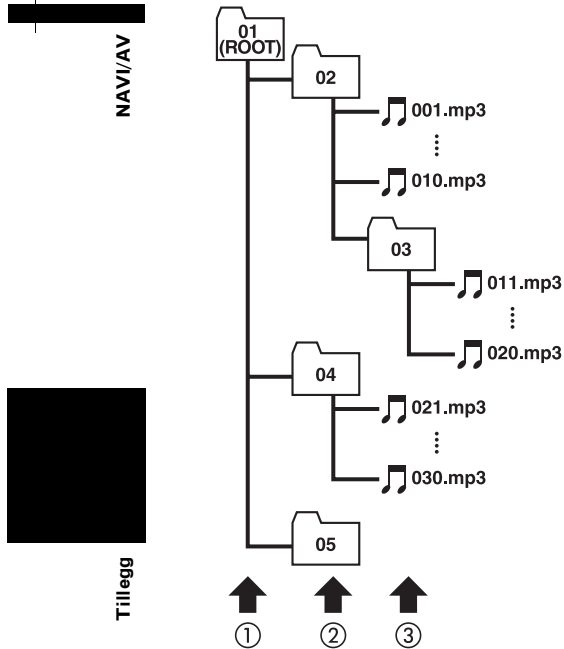 NAVI/AV
01
(ROOT)
02
001.mp3
010.mp3
03
011.mp3
020.mp3
04
021.mp3
030.mp3
05
Tillegg
① ② ③